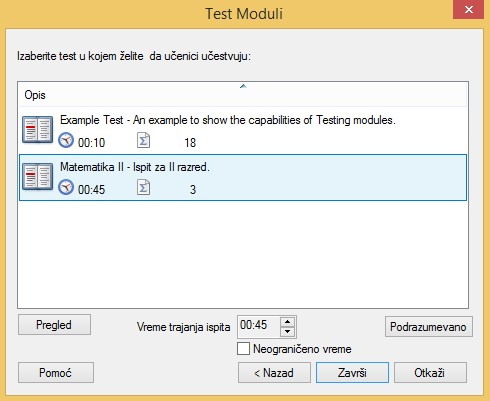 Test Moduli
Izaberite test u kojem želite da učenici učestvuju:
Opis
Example Test - An example to show the capabilities of Testing modules.
00:10 Σ 18
Matematika II - Ispit za II razred.
00:45 Σ 3
Pregled Vreme trajanja ispita 00:45 Podrazumevano
Neograničeno vreme
Pomoć < Nazad Završi Otkaži